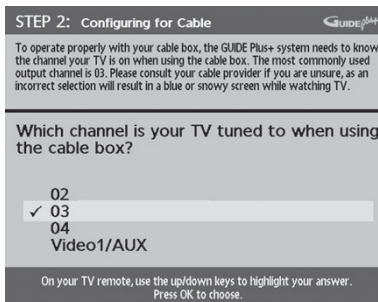 STEP 2: Configuring for Cable
GUIDE Plus+
To operate properly with your cable box, the GUIDE Plus+ system needs to know
the channel your TV is on when using the cable box. The most commonly used
output channel is 03. Please consult your cable provider if you are unsure, as an
incorrect selection will result in a blue or snowy screen while watching TV.
Which channel is your TV tuned to when using
the cable box?
02
✓ 03
04
Video1/AUX
On your TV remote, use the up/down keys to highlight your answer.
Press OK to choose.